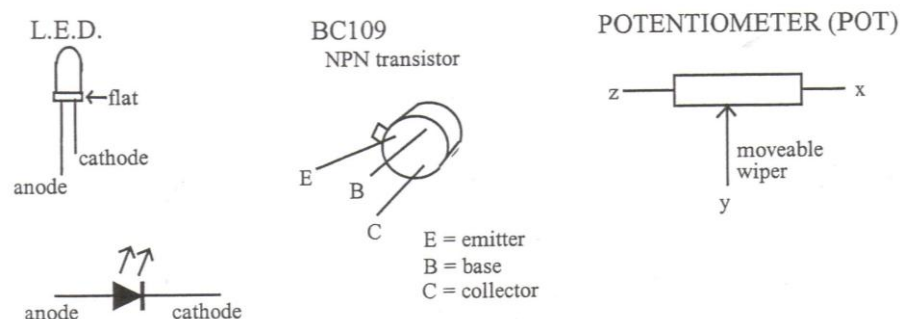 L.E.D.
flat
cathode
anode
anode
cathode
BC109
NPN transistor
E
B
C
E = emitter
B = base
C = collector
POTENTIOMETER (POT)
z
x
moveable
wiper
y